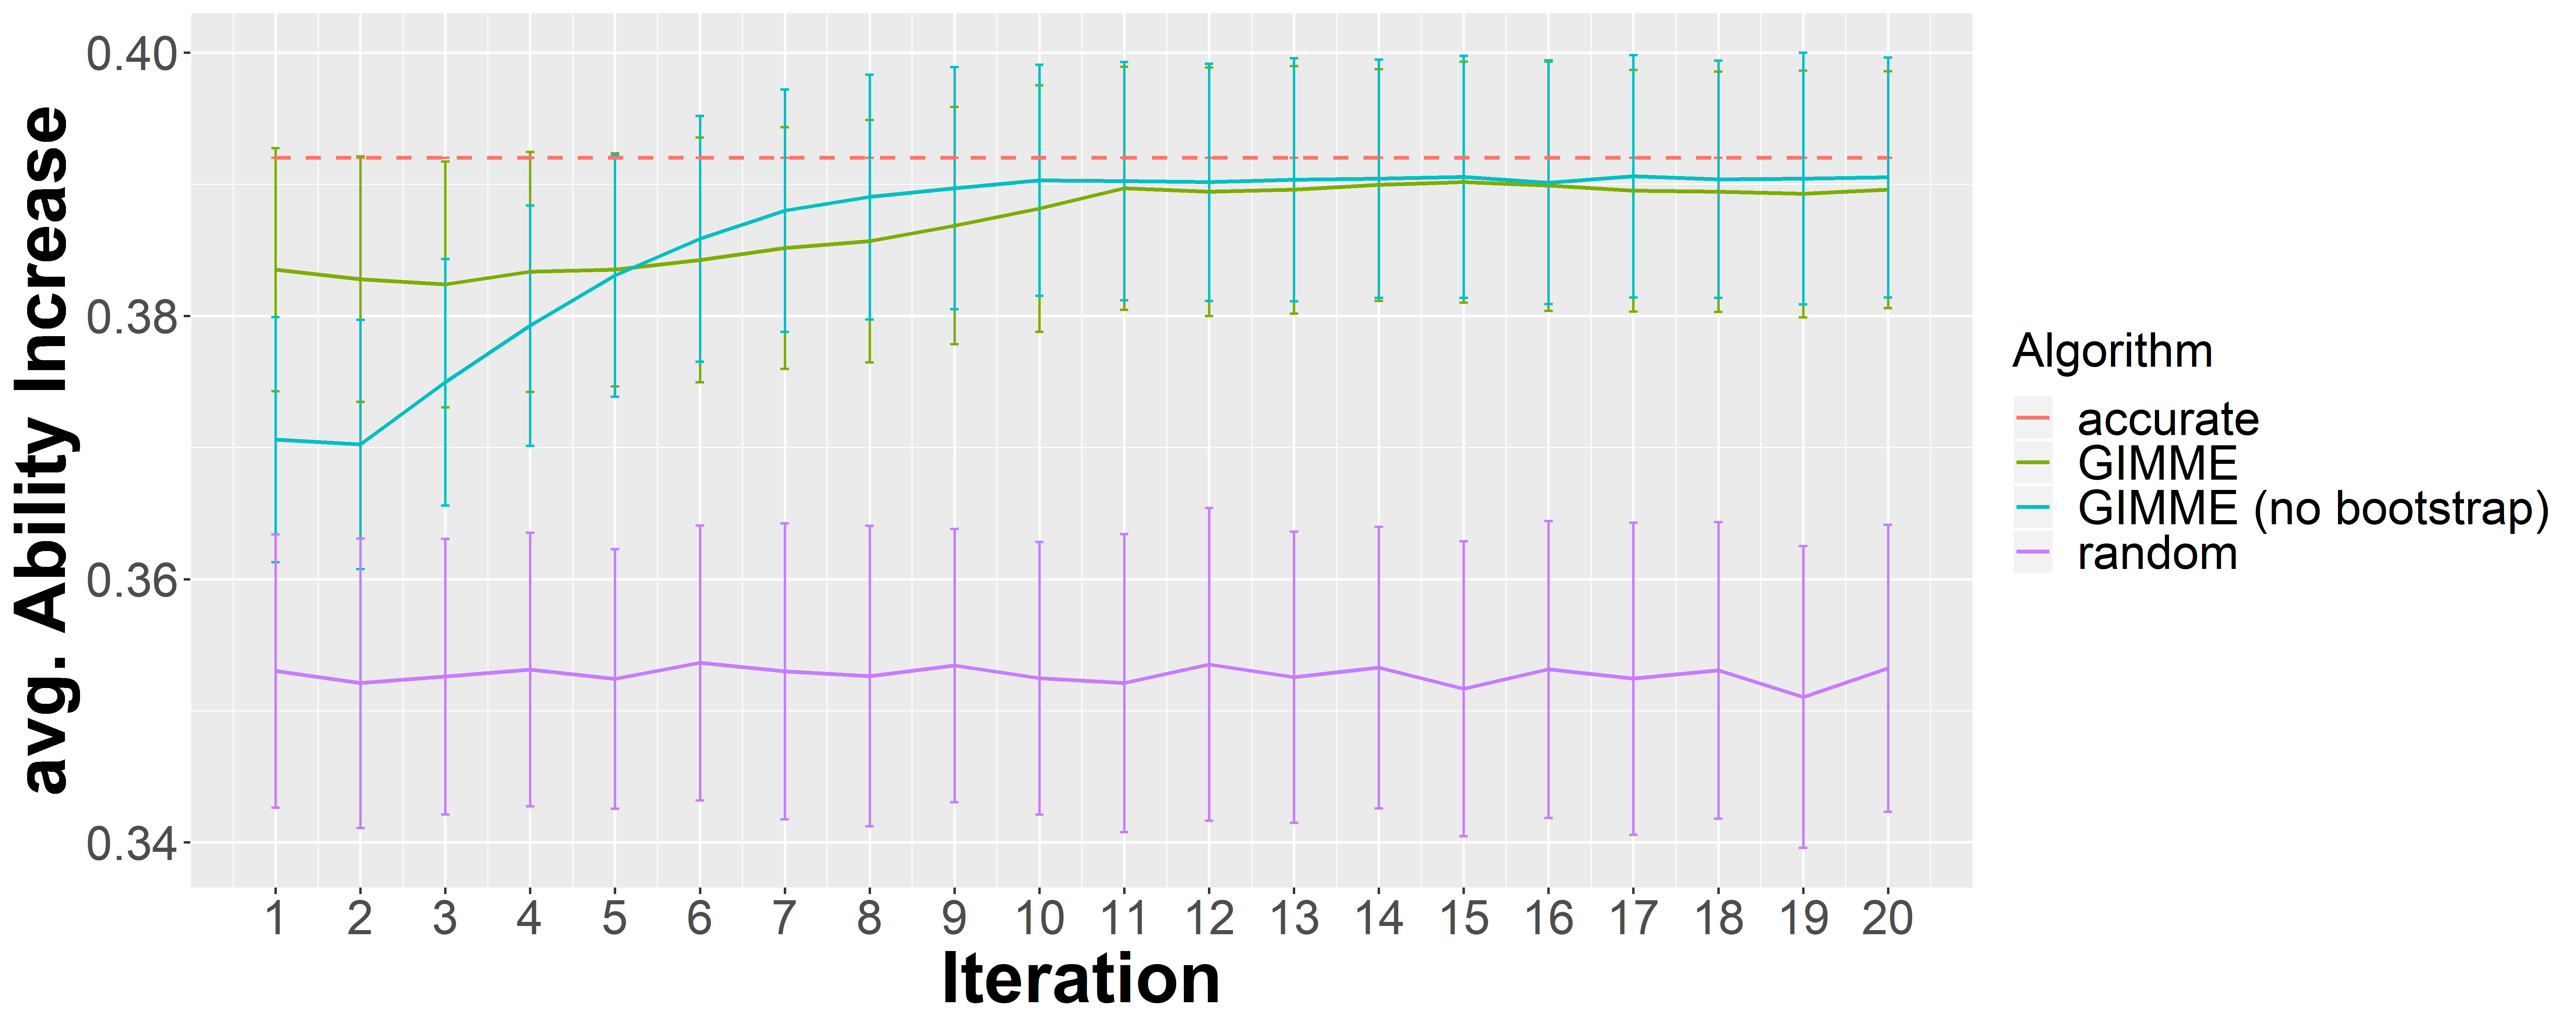 avg. Ability Increase
0.40
0.38
0.36
0.34
1 2 3 4 5 6 7 8 9 10 11 12 13 14 15 16 17 18 19 20
Iteration
Algorithm
accurate
GIMME
GIMME (no bootstrap)
random